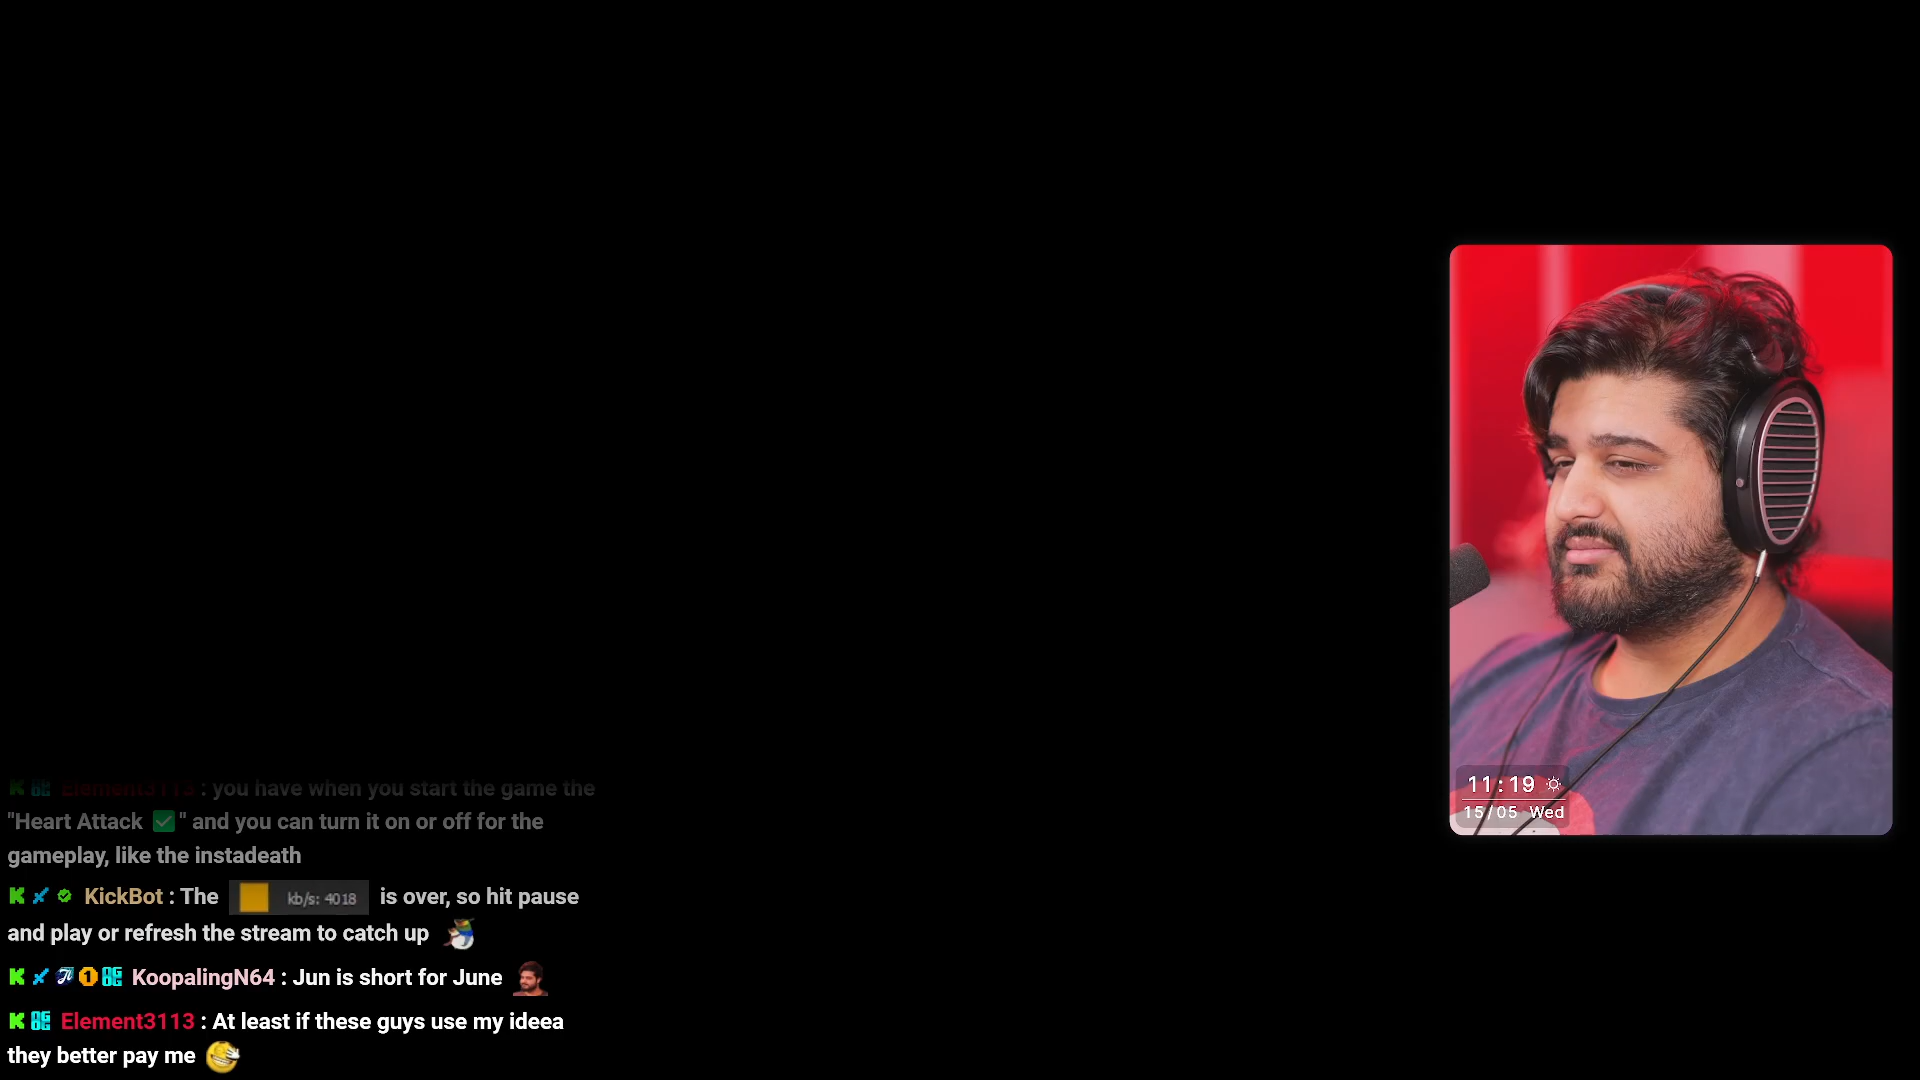 Element3113 : you have when you start the game the
"Heart Attack ✅" and you can turn it on or off for the
gameplay, like the instadeath
KickBot : The kb/s: 4018 is over, so hit pause
and play or refresh the stream to catch up
KoopalingN64 : Jun is short for June
Element3113 : At least if these guys use my ideea
they better pay me
11:19
15/05 Wed